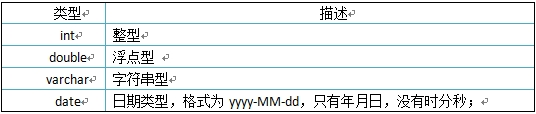 类型 描述
int 整型
double 浮点型
varchar 字符串型
date 日期类型，格式为 yyyy-MM-dd，只有年月日，没有时分秒；